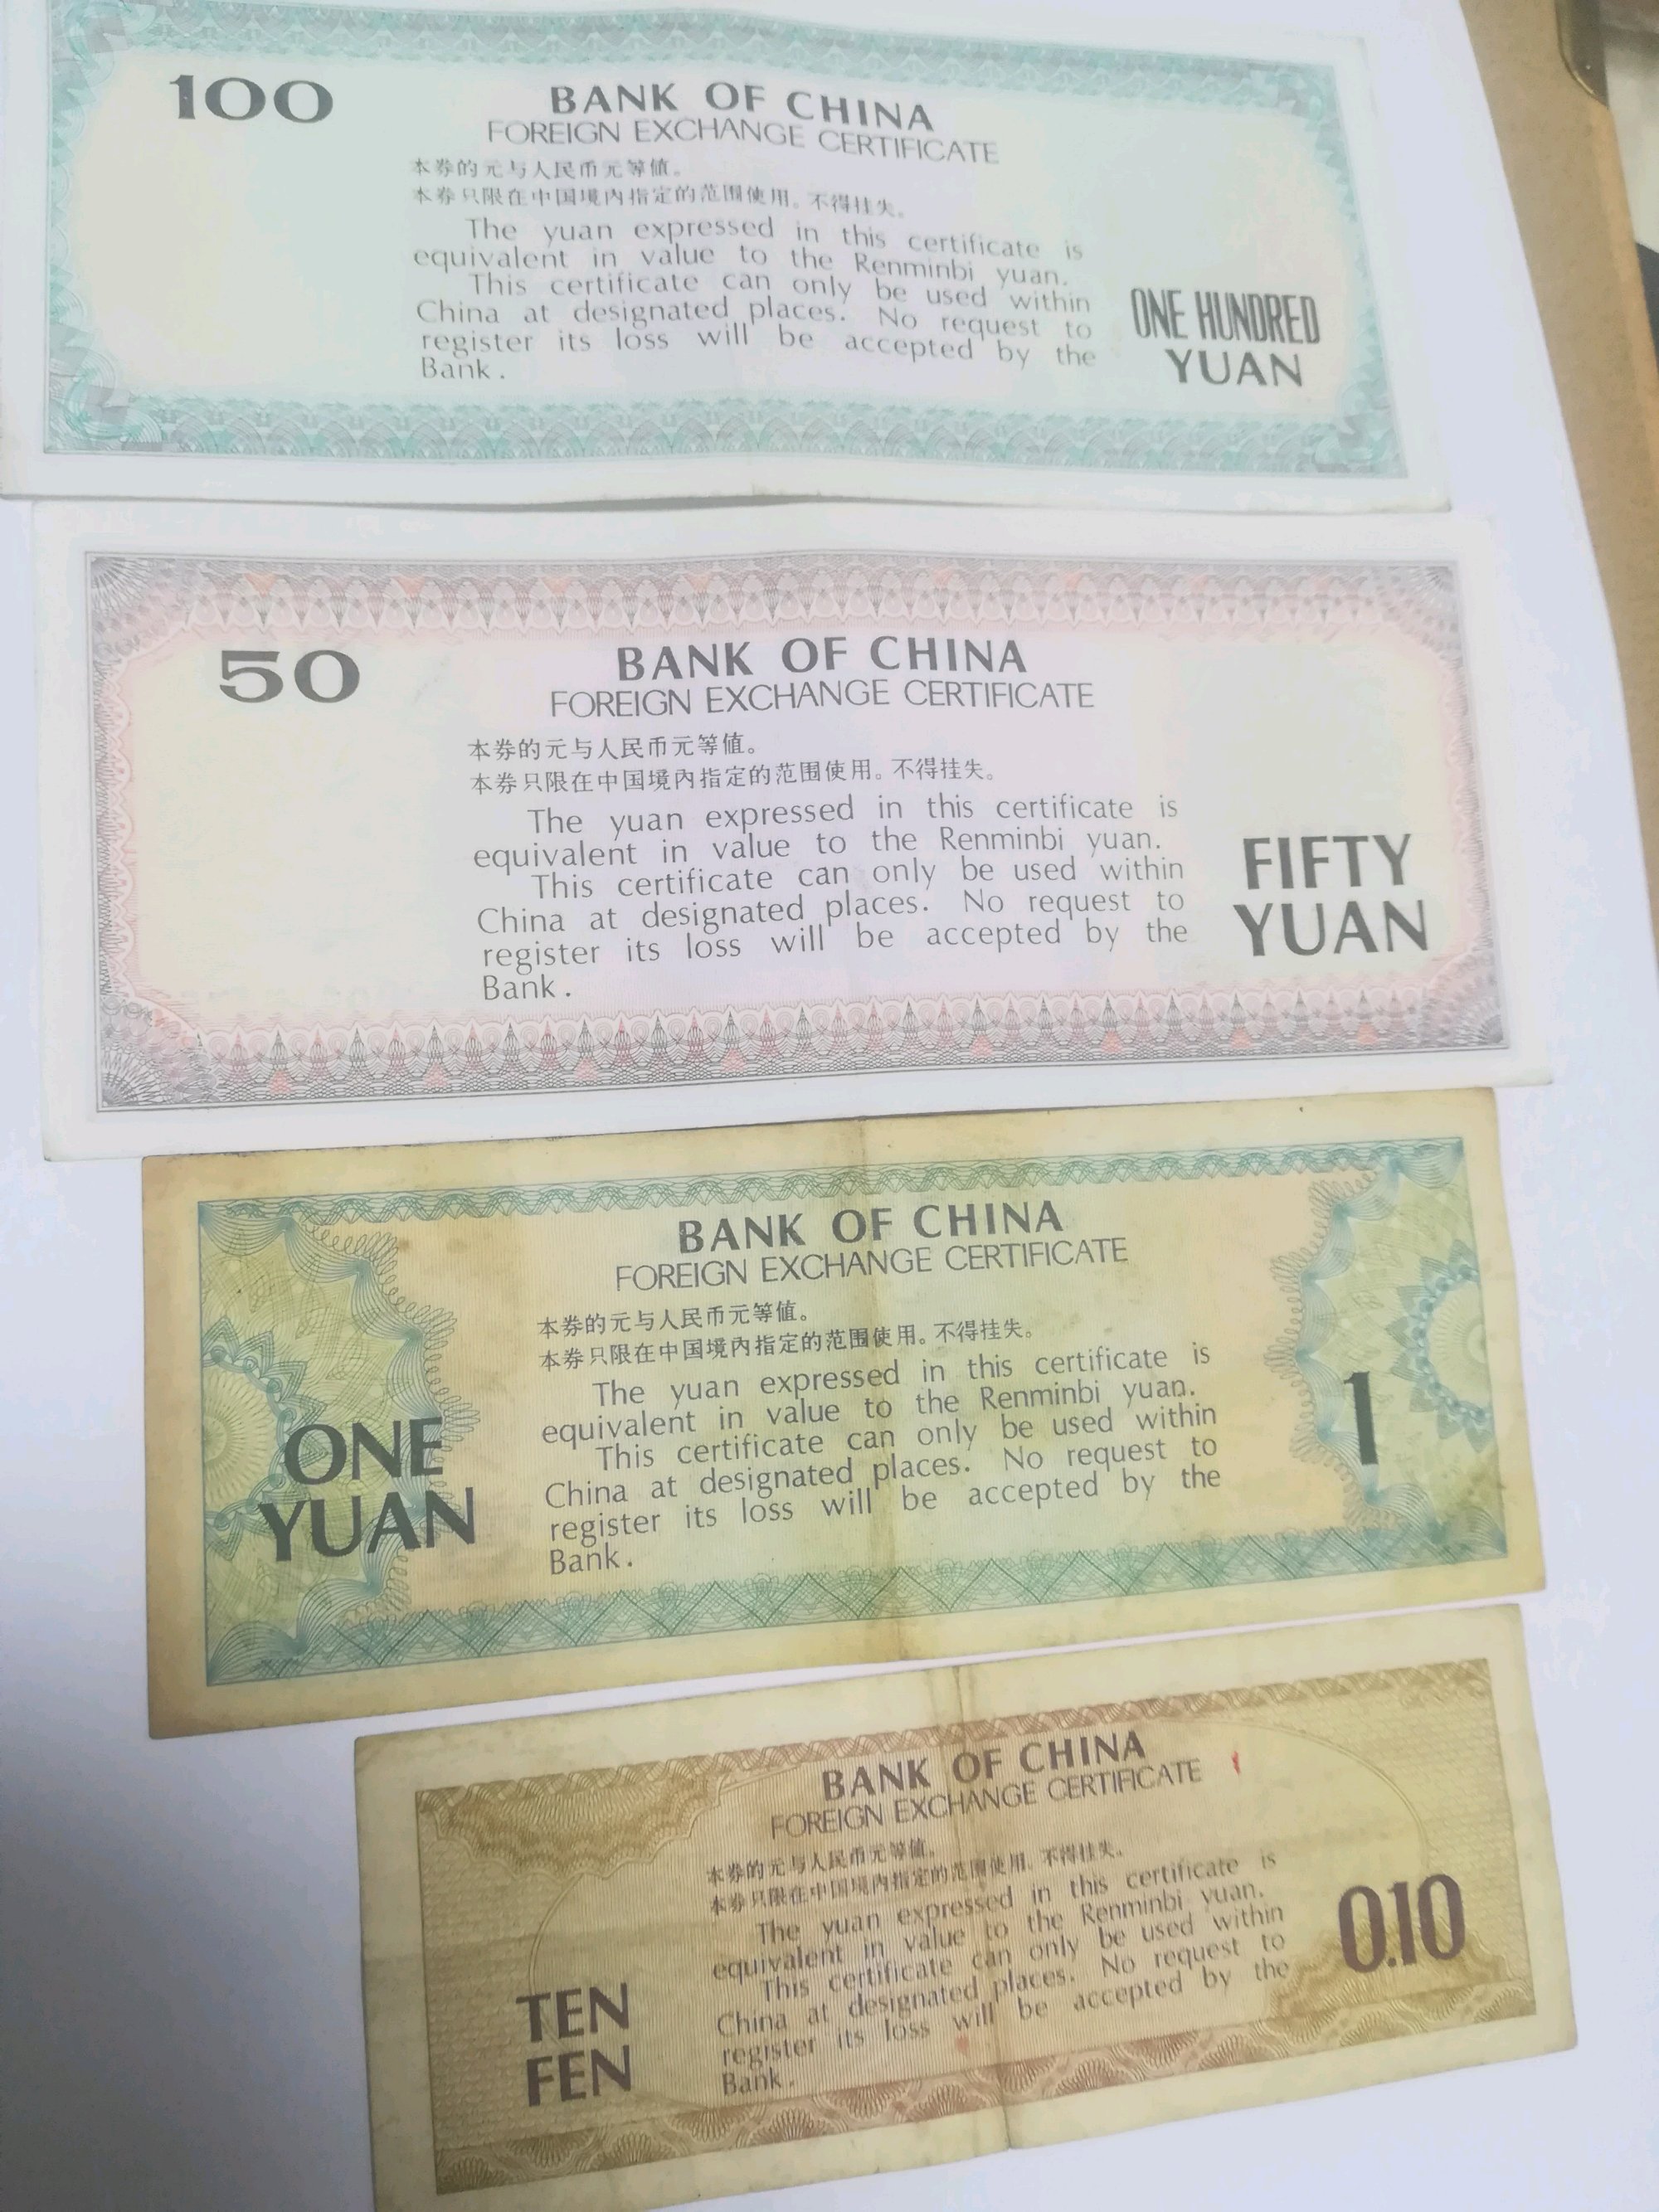 100
BANK OF CHINA
FOREIGN EXCHANGE CERTIFICATE
本券的元与人民币元等值。
本券只限在中国境内指定的范围使用。不得挂失。
The yuan expressed in this certificate is
equivalent in value to the Renminbi yuan.
This certificate can only be used within
China at designated places. No request to
register its loss will be accepted by the
Bank.
ONE HUNDRED
YUAN
50
BANK OF CHINA
FOREIGN EXCHANGE CERTIFICATE
本券的元与人民币元等值。
本券只限在中国境内指定的范围使用。不得挂失。
The yuan expressed in this certificate is
equivalent in value to the Renminbi yuan.
This certificate can only be used within
China at designated places. No request to
register its loss will be accepted by the
Bank.
FIFTY
YUAN
BANK OF CHINA
FOREIGN EXCHANGE CERTIFICATE
本券的元与人民币元等值。
本券只限在中国境内指定的范围使用。不得挂失。
The yuan expressed in this certificate is
equivalent in value to the Renminbi yuan.
This certificate can only be used within
China at designated places. No request to
register its loss will be accepted by the
Bank.
ONE
YUAN
1
BANK OF CHINA
FOREIGN EXCHANGE CERTIFICATE
本券的元与人民币元等值。
本券只限在中国境内指定的范围使用。不得挂失。
The yuan expressed in this certificate is
equivalent in value to the Renminbi yuan.
This certificate can only be used within
China at designated places. No request to
register its loss will be accepted by the
Bank.
TEN
FEN
0.10